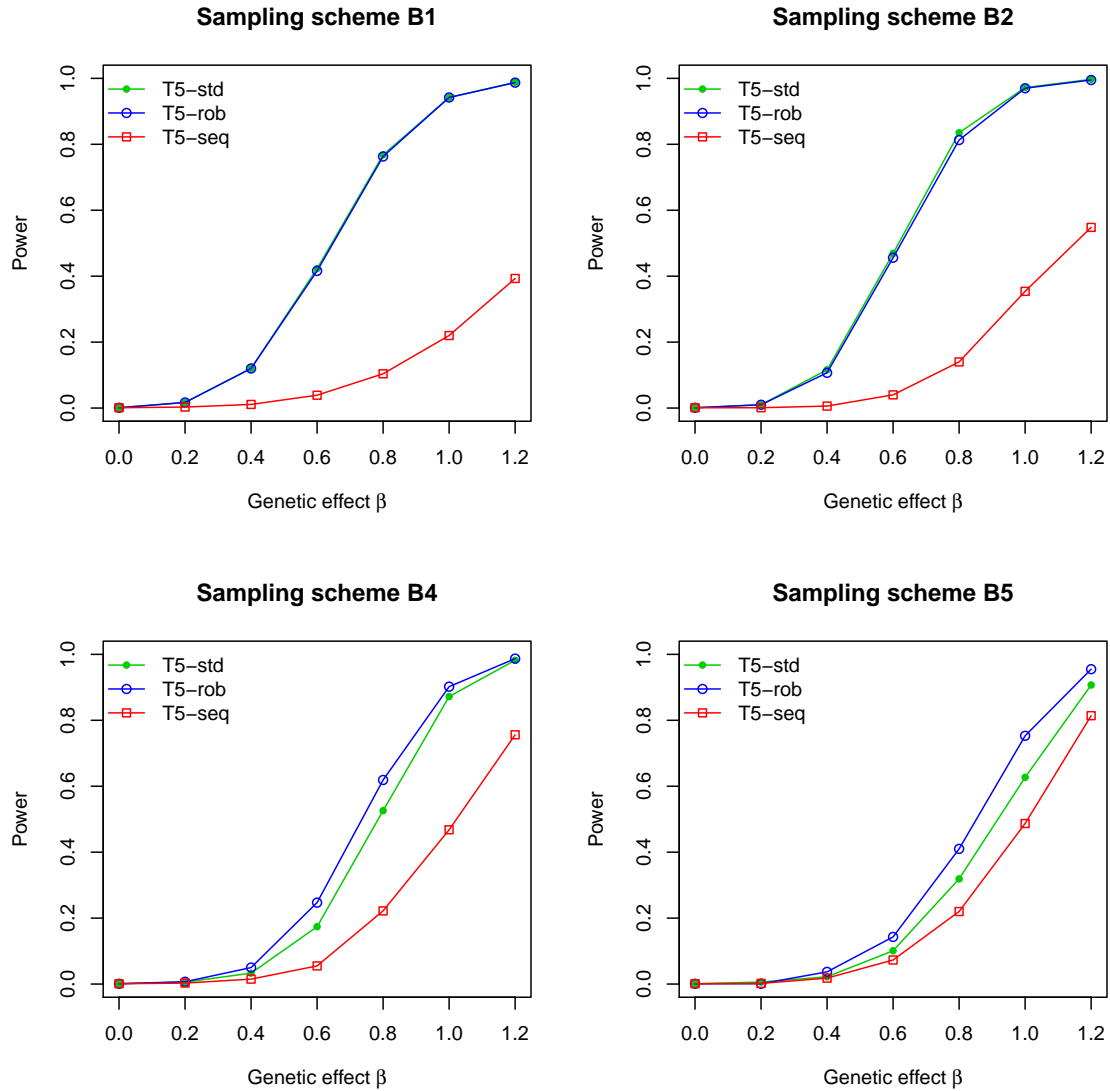 Sampling scheme B1
T5−std
T5−rob
T5−seq
Power
0.0 0.2 0.4 0.6 0.8 1.0
0.0 0.2 0.4 0.6 0.8 1.0 1.2
Genetic effect β
Sampling scheme B2
T5−std
T5−rob
T5−seq
Power
0.0 0.2 0.4 0.6 0.8 1.0
0.0 0.2 0.4 0.6 0.8 1.0 1.2
Genetic effect β
Sampling scheme B4
T5−std
T5−rob
T5−seq
Power
0.0 0.2 0.4 0.6 0.8 1.0
0.0 0.2 0.4 0.6 0.8 1.0 1.2
Genetic effect β
Sampling scheme B5
T5−std
T5−rob
T5−seq
Power
0.0 0.2 0.4 0.6 0.8 1.0
0.0 0.2 0.4 0.6 0.8 1.0 1.2
Genetic effect β